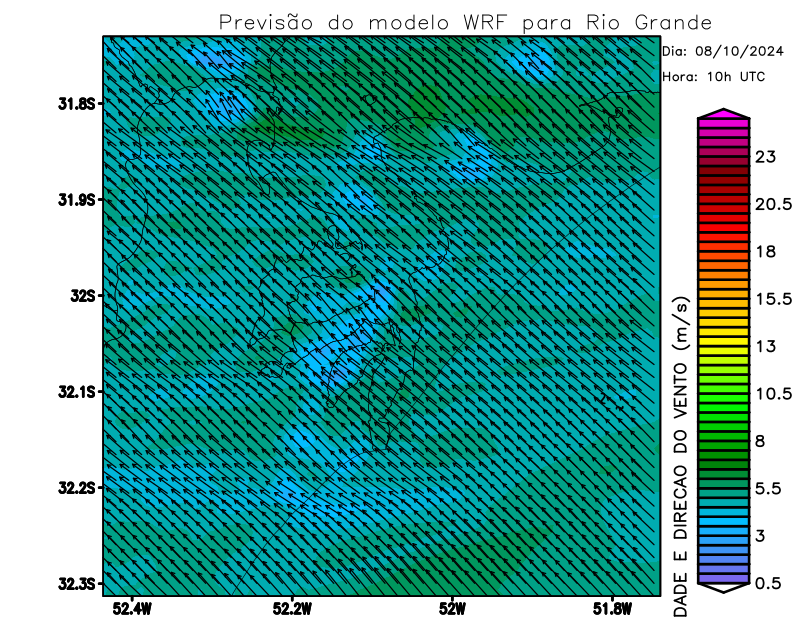 Previsão do modelo WRF para Rio Grande
Dia: 08/10/2024
Hora: 10h UTC
31.8S
31.9S
32S
32.1S
32.2S
32.3S
52.4W
52.2W
52W
51.8W
DADE E DIRECAO DO VENTO (m/s)
23
20.5
18
15.5
13
10.5
8
5.5
3
0.5